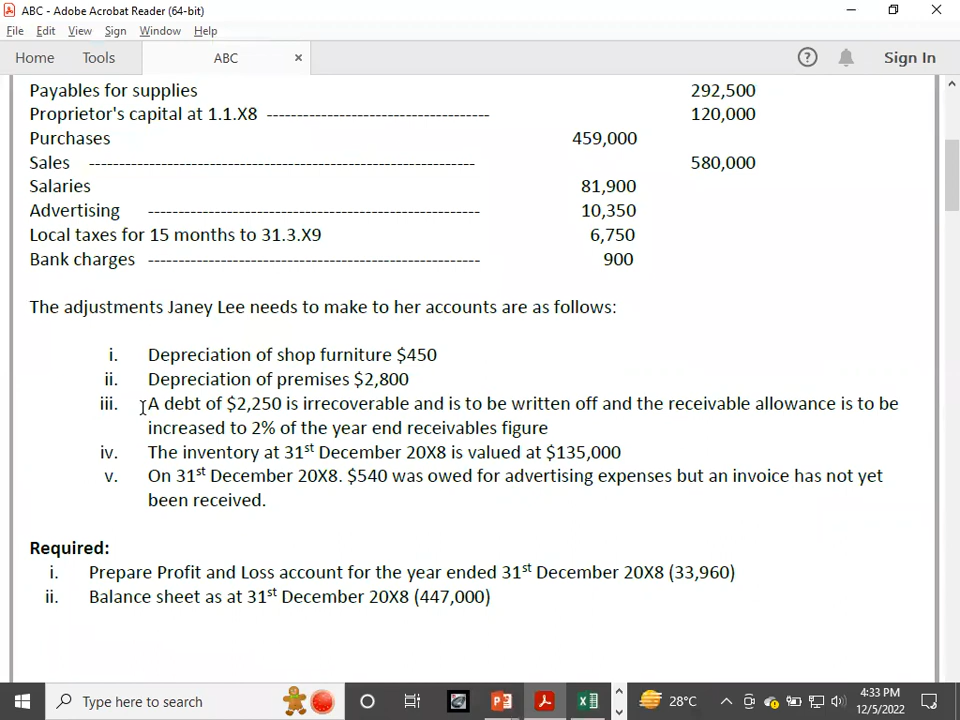 ABC - Adobe Acrobat Reader (64-bit)
File Edit View Sign Window Help
Home Tools ABC × ? Sign In
Payables for supplies 292,500
Proprietor's capital at 1.1.X8 ------------------------------------- 120,000
Purchases 459,000
Sales ---------------------------------------------------------------- 580,000
Salaries 81,900
Advertising ------------------------------------------------------- 10,350
Local taxes for 15 months to 31.3.X9 6,750
Bank charges ------------------------------------------------------- 900
The adjustments Janey Lee needs to make to her accounts are as follows:
i. Depreciation of shop furniture $450
ii. Depreciation of premises $2,800
iii. A debt of $2,250 is irrecoverable and is to be written off and the receivable allowance is to be
increased to 2% of the year end receivables figure
iv. The inventory at 31st December 20X8 is valued at $135,000
v. On 31st December 20X8. $540 was owed for advertising expenses but an invoice has not yet
been received.
Required:
i. Prepare Profit and Loss account for the year ended 31st December 20X8 (33,960)
ii. Balance sheet as at 31st December 20X8 (447,000)
Type here to search 28°C 4:33 PM
12/5/2022